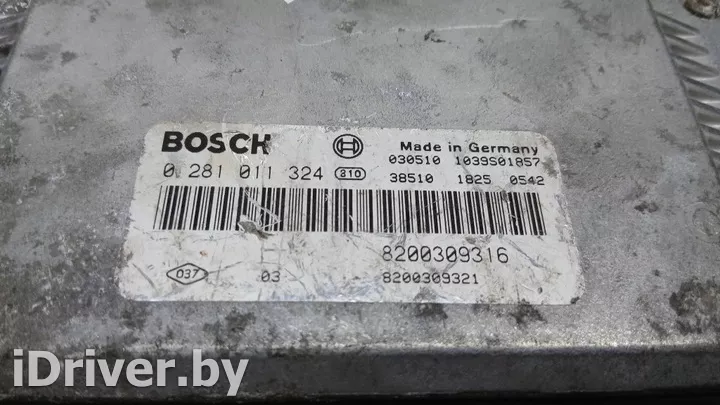 BOSCH Made in Germany
030510 1039S01857
0 281 011 324 310 38510 1825 0542
8200309316
037 03 8200309321
iDriver.by